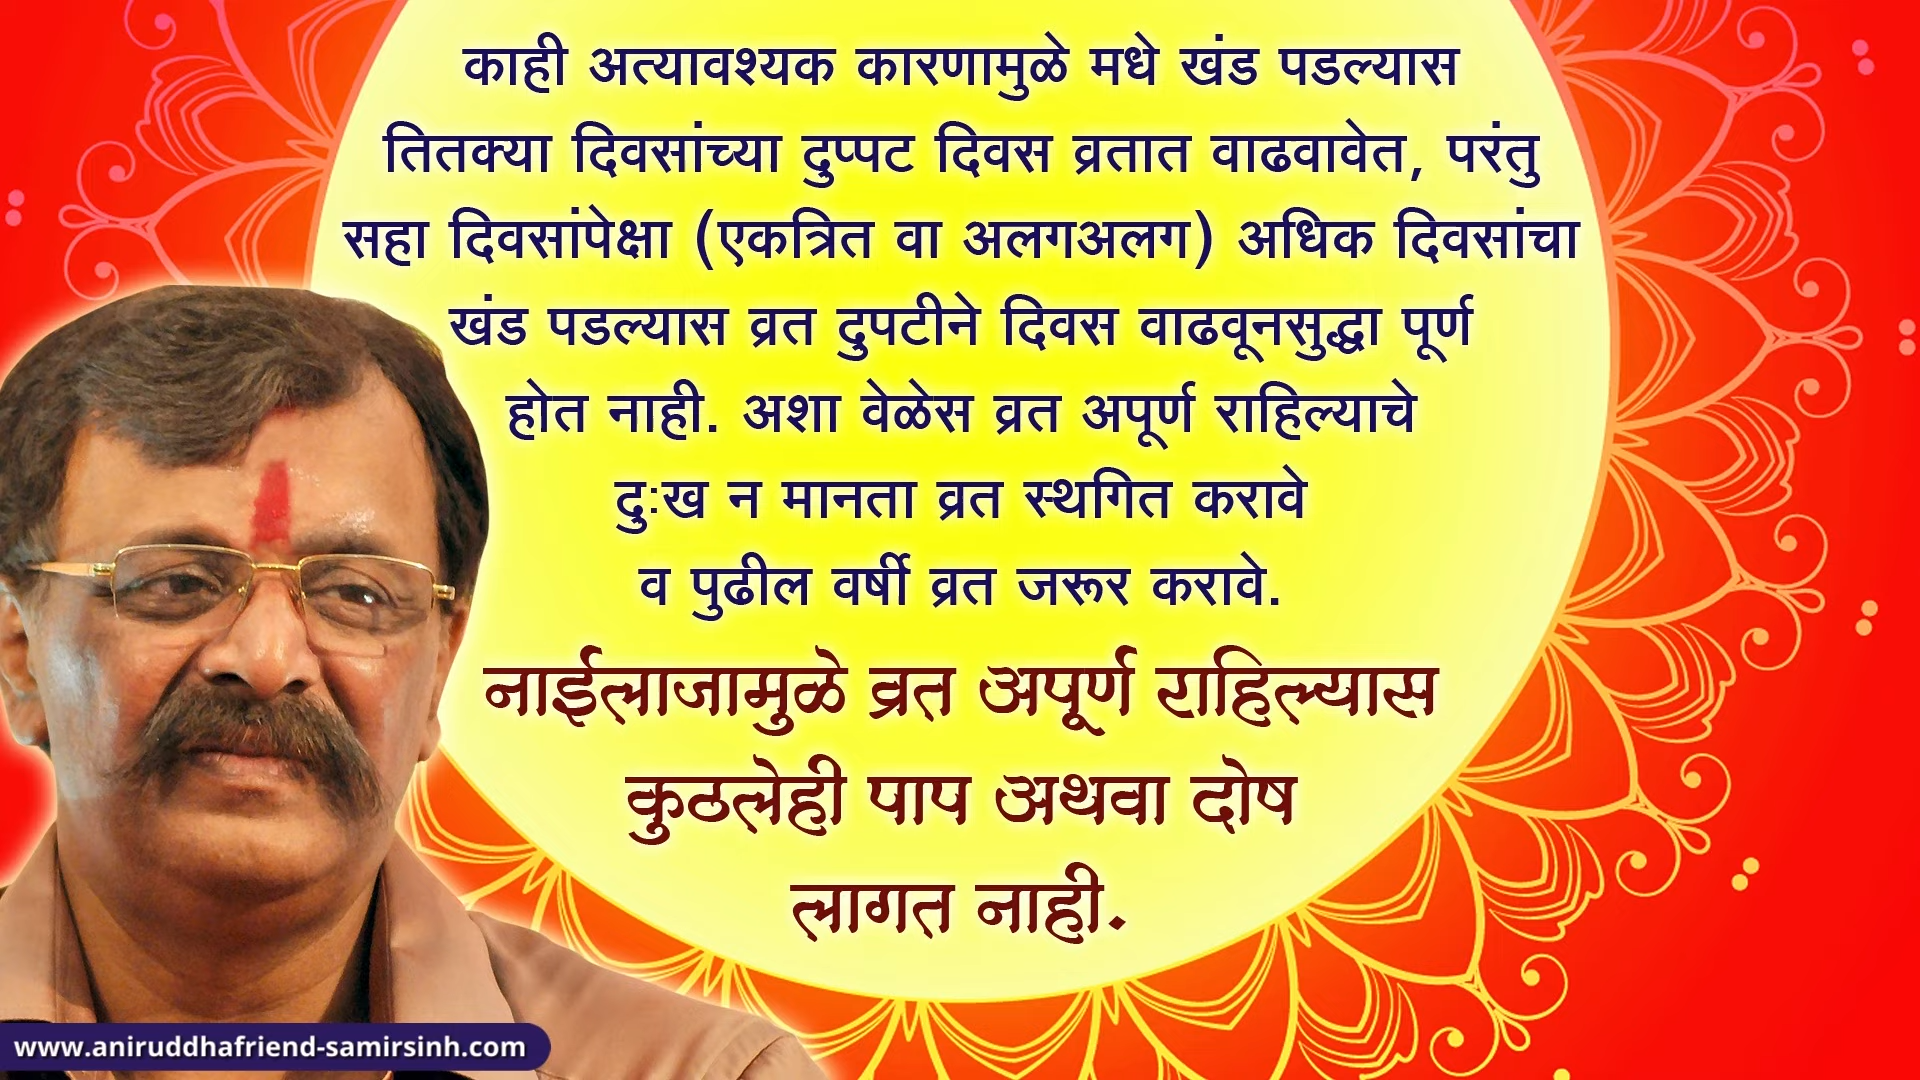 काही अत्यावश्यक कारणामुळे मधे खंड पडल्यास
तितक्या दिवसांच्या दुप्पट दिवस व्रतात वाढवावेत, परंतु
सहा दिवसांपेक्षा (एकत्रित वा अलगअलग) अधिक दिवसांचा
खंड पडल्यास व्रत दुपटीने दिवस वाढवूनसुद्धा पूर्ण
होत नाही. अशा वेळेस व्रत अपूर्ण राहिल्याचे
दुःख न मानता व्रत स्थगित करावे
व पुढील वर्षी व्रत जरूर करावे.
नाईलाजामुळे व्रत अपूर्ण राहिल्यास
कुठलेही पाप अथवा दोष
लागत नाही.
www.aniruddhafriend-samirsinh.com